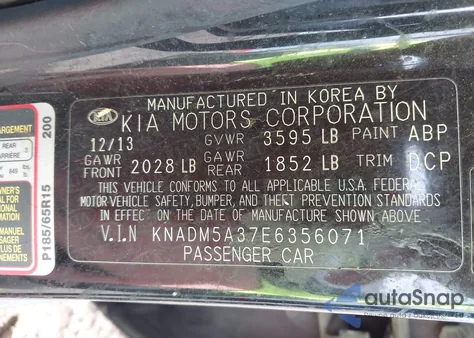 MANUFACTURED IN KOREA BY
KIA MOTORS CORPORATION
12/13 GVWR 3595 LB PAINT ABP
GAWR FRONT 2028 LB GAWR REAR 1852 LB TRIM DCP
THIS VEHICLE CONFORMS TO ALL APPLICABLE U.S.A. FEDERAL
MOTOR VEHICLE SAFETY, BUMPER, AND THEFT PREVENTION STANDARDS
IN EFFECT ON THE DATE OF MANUFACTURE SHOWN ABOVE
V.I.N KNADM5A37E6356071
PASSENGER CAR
REAR
849
200
P185/65R15
autoSnap